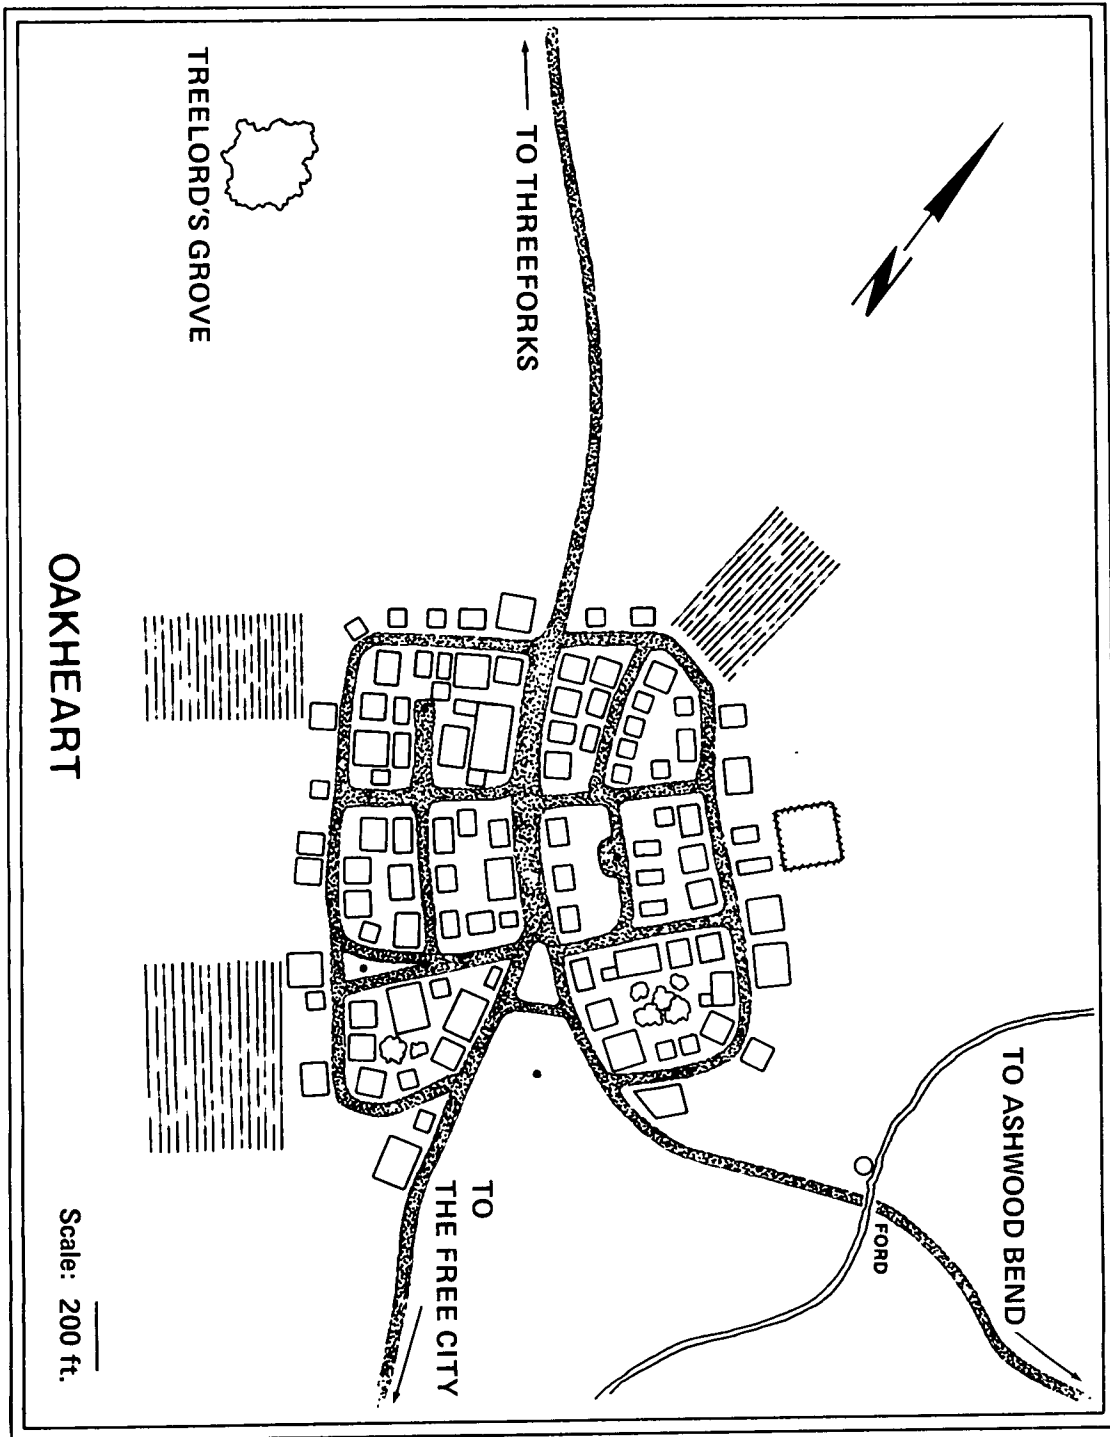 N
TO ASHWOOD BEND
FORD
TO THREEFORKS
TO
THE FREE CITY
TREELORD'S GROVE
OAKHEART
Scale: 200 ft.